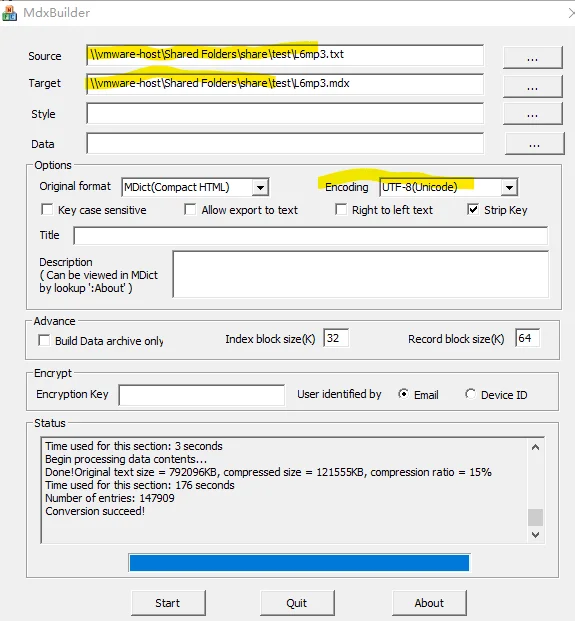 MdxBuilder
Source \\vmware-host\Shared Folders\share\test\L6mp3.txt ...
Target \\vmware-host\Shared Folders\share\test\L6mp3.mdx ...
Style ...
Data ...
Options
Original format MDict(Compact HTML) Encoding UTF-8(Unicode)
Key case sensitive Allow export to text Right to left text Strip Key
Title
Description
( Can be viewed in MDict
by lookup ':About' )
Advance
Build Data archive only Index block size(K) 32 Record block size(K) 64
Encrypt
Encryption Key User identified by Email Device ID
Status
Time used for this section: 3 seconds
Begin processing data contents...
Done!Original text size = 792096KB, compressed size = 121555KB, compression ratio = 15%
Time used for this section: 176 seconds
Number of entries: 147909
Conversion succeed!
Start Quit About